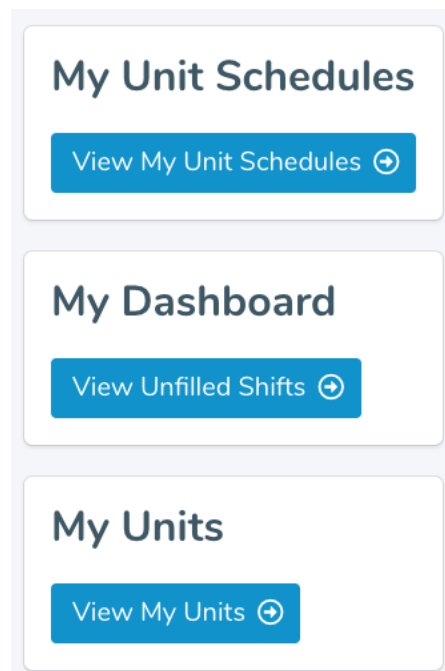 My Unit Schedules
View My Unit Schedules
My Dashboard
View Unfilled Shifts
My Units
View My Units